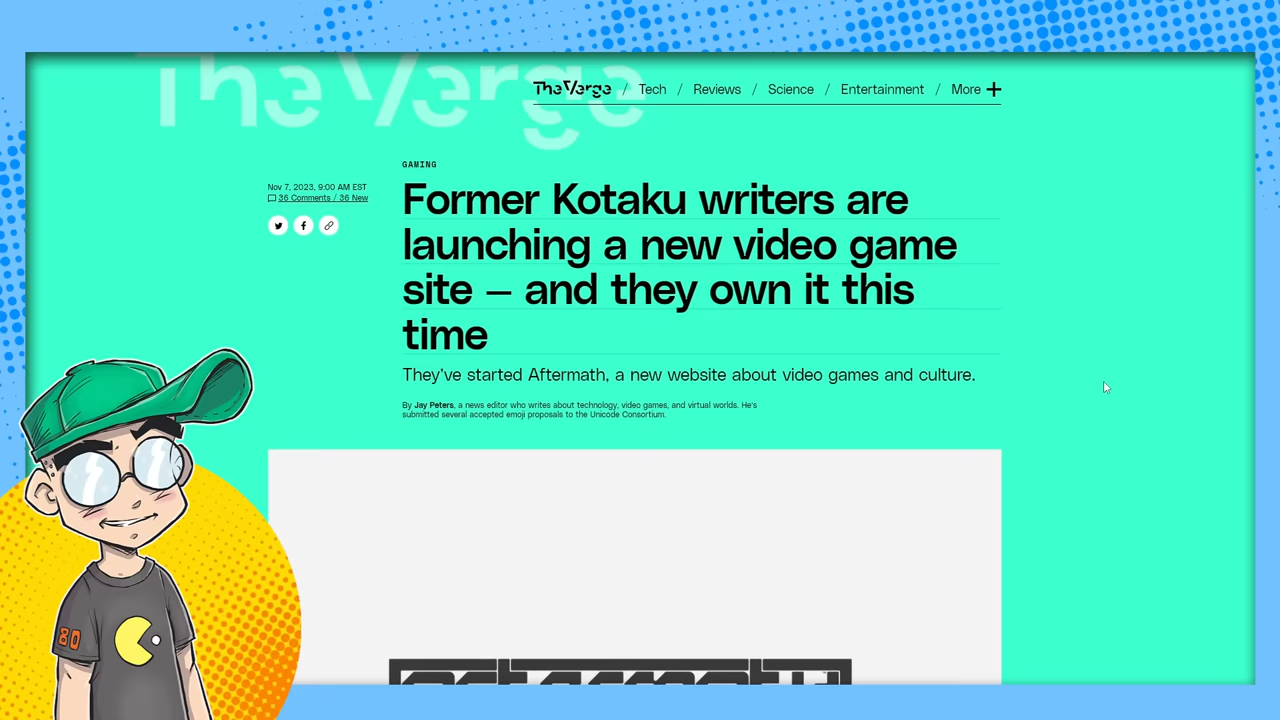 The Verge
TheVerge / Tech / Reviews / Science / Entertainment / More
GAMING
Nov 7, 2023, 9:00 AM EST
36 Comments / 36 New
Former Kotaku writers are
launching a new video game
site — and they own it this
time
They've started Aftermath, a new website about video games and culture.
By Jay Peters, a news editor who writes about technology, video games, and virtual worlds. He's
submitted several accepted emoji proposals to the Unicode Consortium.
80